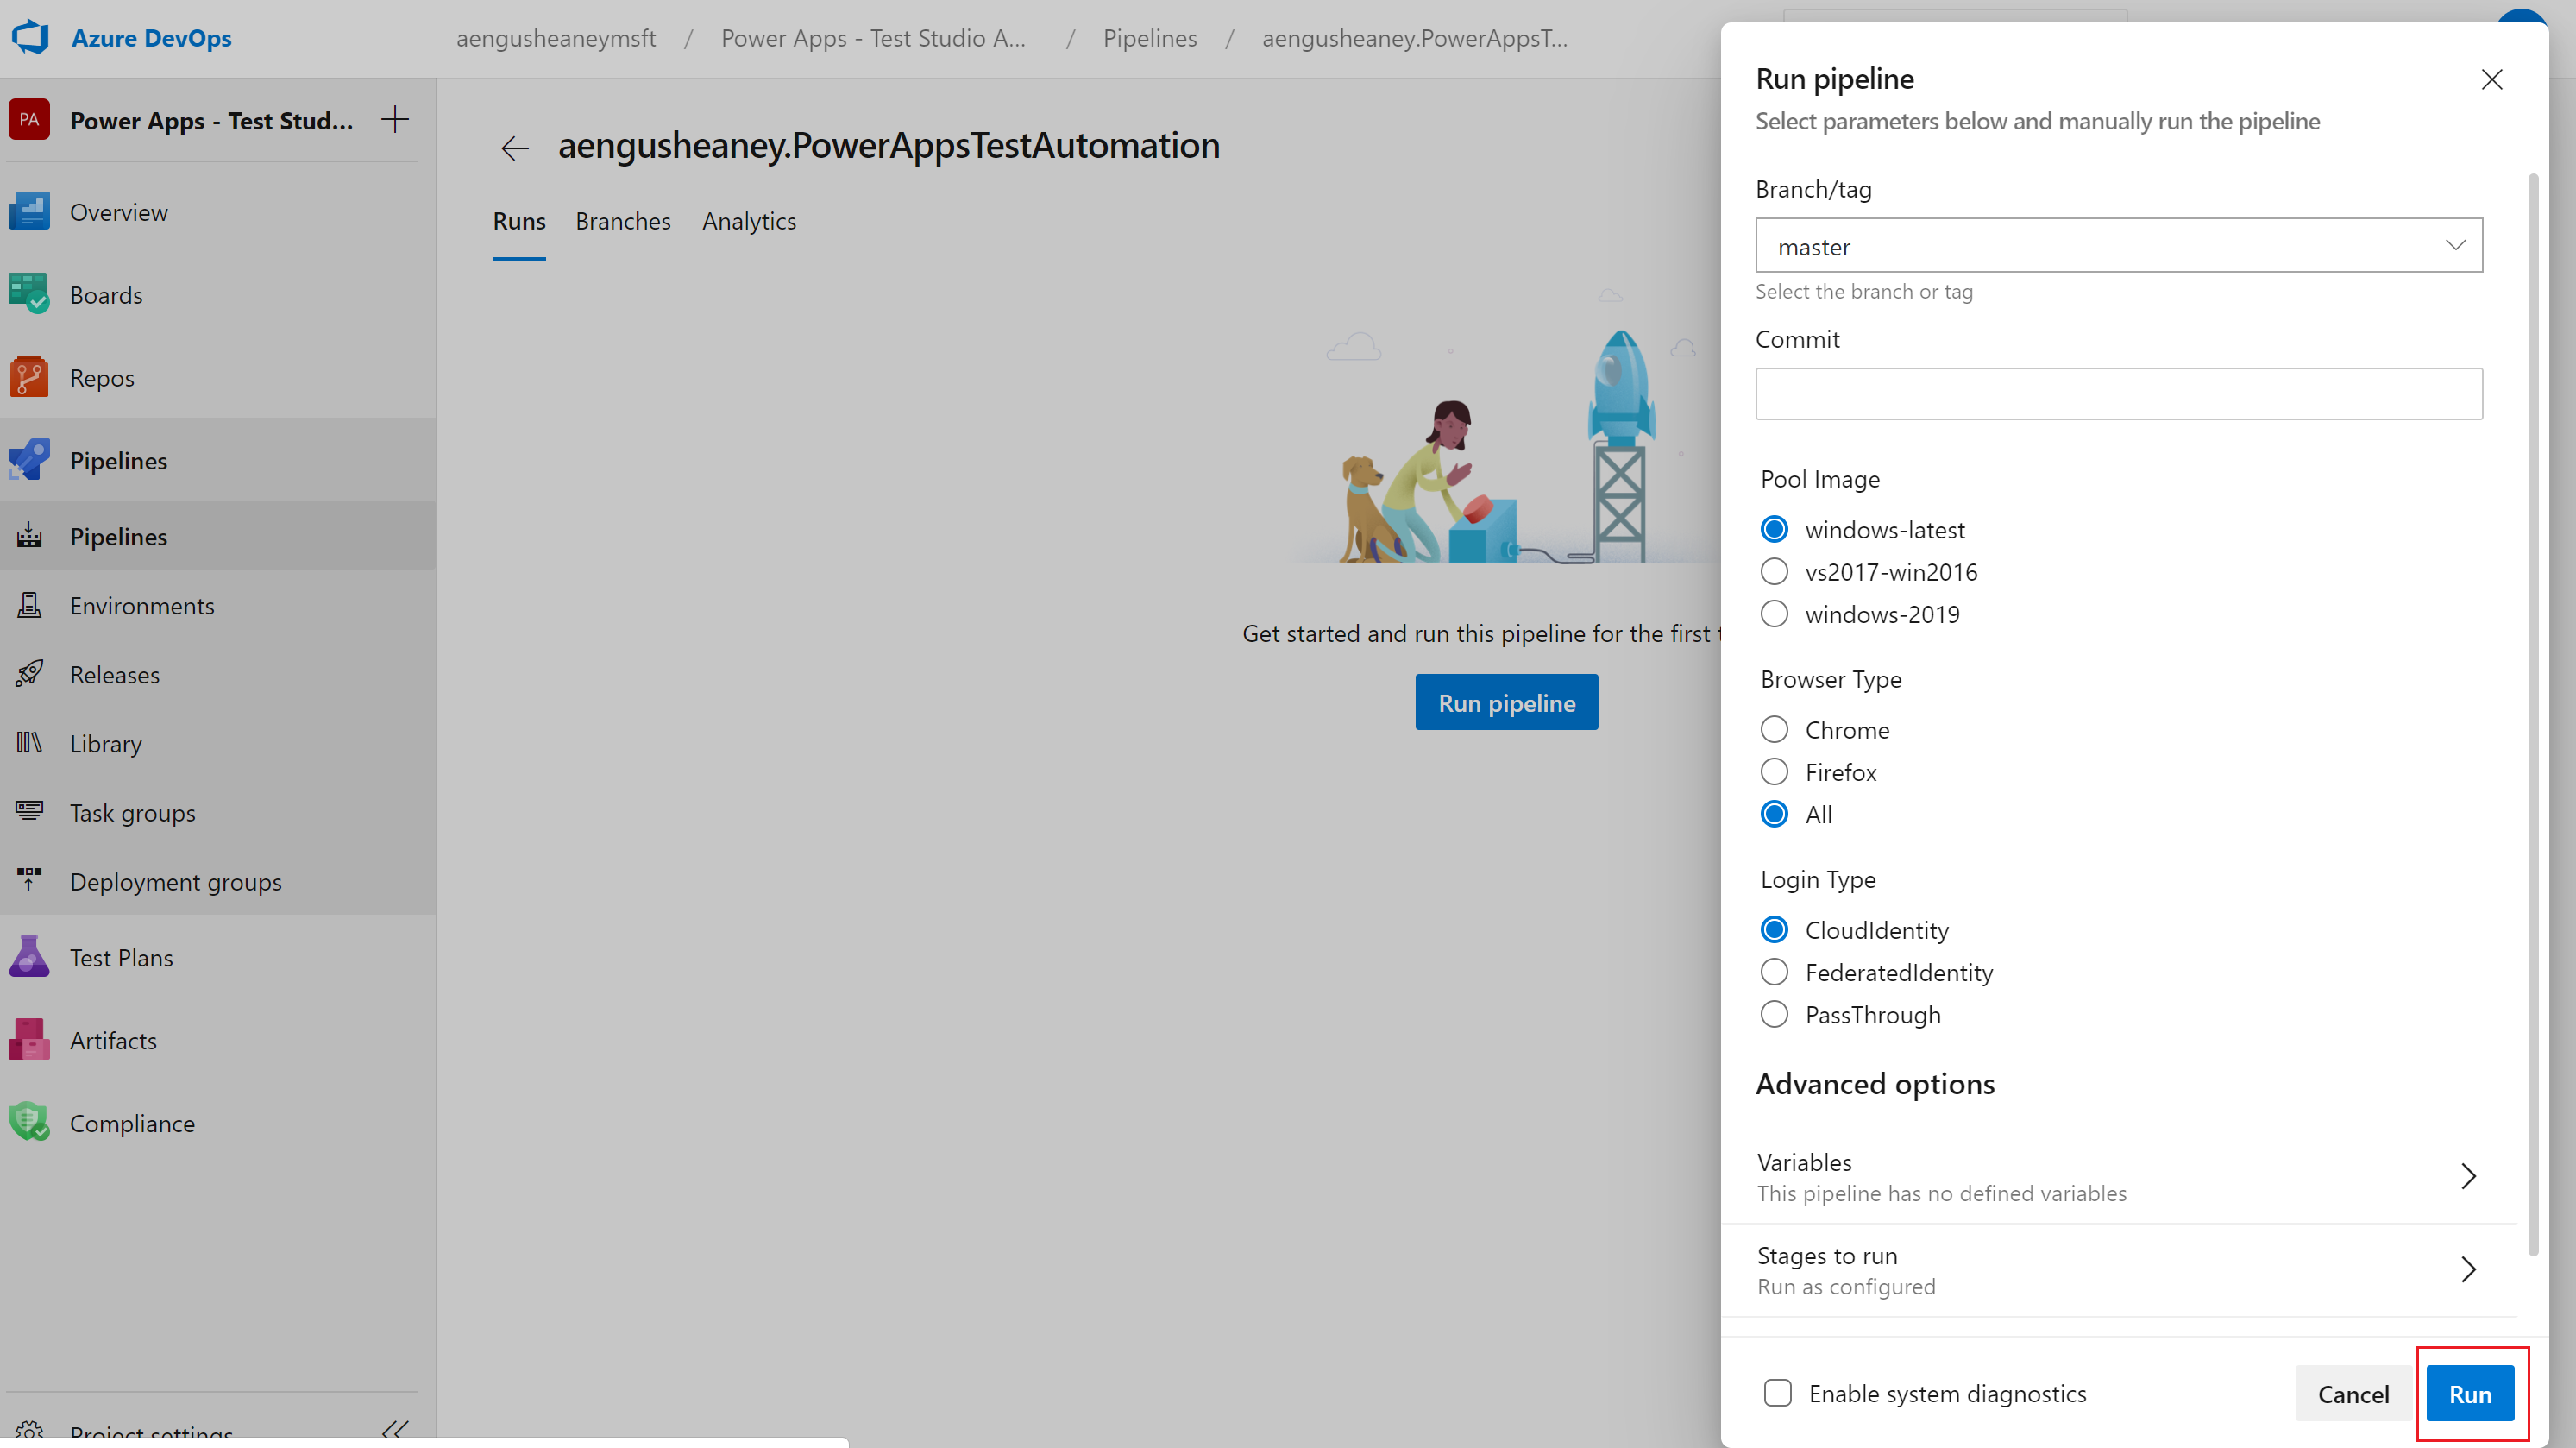 Azure DevOps
aengusheaneymsft / Power Apps - Test Studio A... / Pipelines / aengusheaney.PowerAppsT...
PA
Power Apps - Test Stud...
Overview
Boards
Repos
Pipelines
Pipelines
Environments
Releases
Library
Task groups
Deployment groups
Test Plans
Artifacts
Compliance
Project settings
aengusheaney.PowerAppsTestAutomation
Runs Branches Analytics
Get started and run this pipeline for the first t
Run pipeline
Run pipeline
Select parameters below and manually run the pipeline
Branch/tag
master
Select the branch or tag
Commit
Pool Image
windows-latest
vs2017-win2016
windows-2019
Browser Type
Chrome
Firefox
All
Login Type
CloudIdentity
FederatedIdentity
PassThrough
Advanced options
Variables
This pipeline has no defined variables
Stages to run
Run as configured
Enable system diagnostics
Cancel
Run